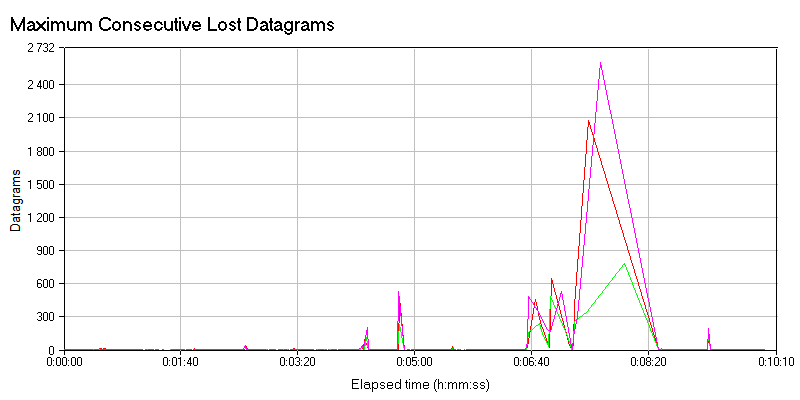 Maximum Consecutive Lost Datagrams
2 732
2 400
2 100
1 800
1 500
1 200
900
600
300
0
Datagrams
0:00:00 0:01:40 0:03:20 0:05:00 0:06:40 0:08:20 0:10:10
Elapsed time (h:mm:ss)